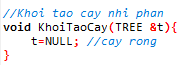 //Khoi tao cay nhi phan
void KhoiTaoCay(TREE &t){
    t=NULL; //cay rong
}